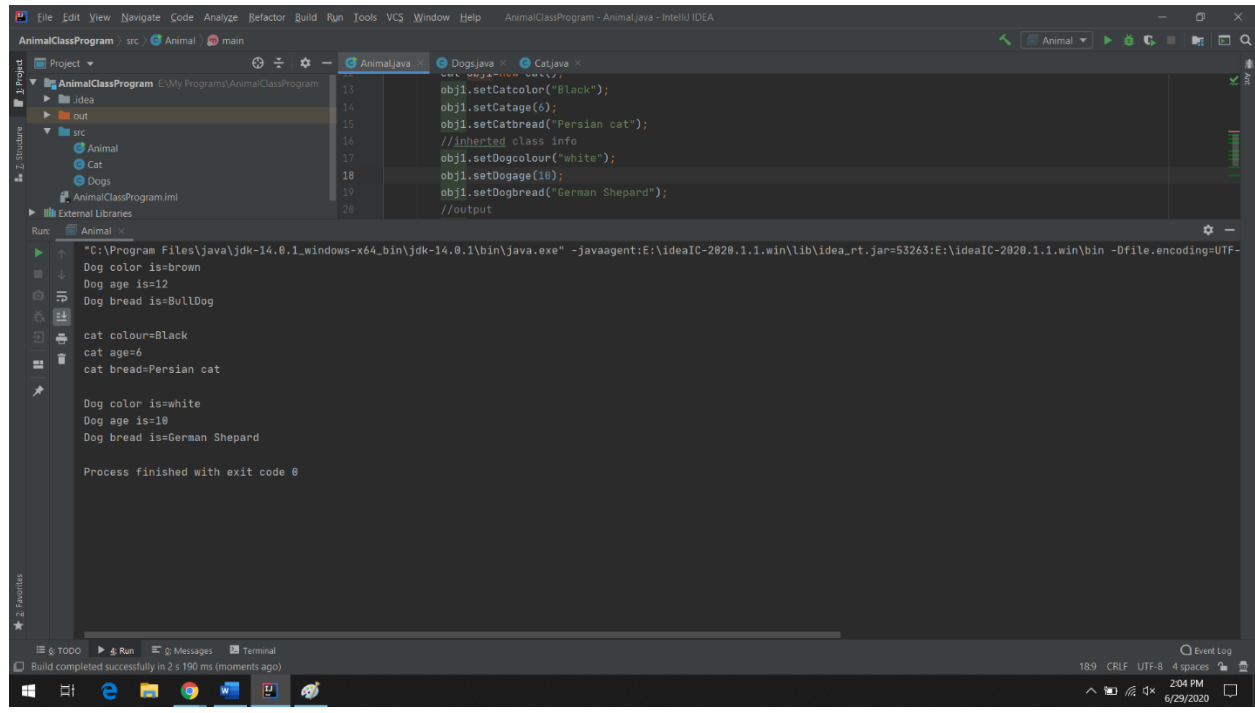 File Edit View Navigate Code Analyze Refactor Build Run Tools VCS Window Help AnimalClassProgram - Animal.java - IntelliJ IDEA
AnimalClassProgram src Animal main
Animal
Project
Animal.java Dogs.java Cat.java
1: Project
Ant
AnimalClassProgram E:\My Programs\AnimalClassProgram
.idea
out
src
Animal
Cat
Dogs
AnimalClassProgram.iml
External Libraries
7: Structure
13 obj1.setCatcolor("Black");
14 obj1.setCatage(6);
15 obj1.setCatbread("Persian cat");
16 //inherted class info
17 obj1.setDogcolour("white");
18 obj1.setDogage(10);
19 obj1.setDogbread("German Shepard");
20 //output
Run: Animal
"C:\Program Files\java\jdk-14.0.1_windows-x64_bin\jdk-14.0.1\bin\java.exe" -javaagent:E:\ideaIC-2020.1.1.win\lib\idea_rt.jar=53263:E:\ideaIC-2020.1.1.win\bin -Dfile.encoding=UTF-
Dog color is=brown
Dog age is=12
Dog bread is=BullDog
cat colour=Black
cat age=6
cat bread=Persian cat
Dog color is=white
Dog age is=10
Dog bread is=German Shepard
Process finished with exit code 0
2: Favorites
6: TODO 4: Run 0: Messages Terminal Event Log
Build completed successfully in 2 s 190 ms (moments ago) 18:9 CRLF UTF-8 4 spaces
2:04 PM
6/29/2020